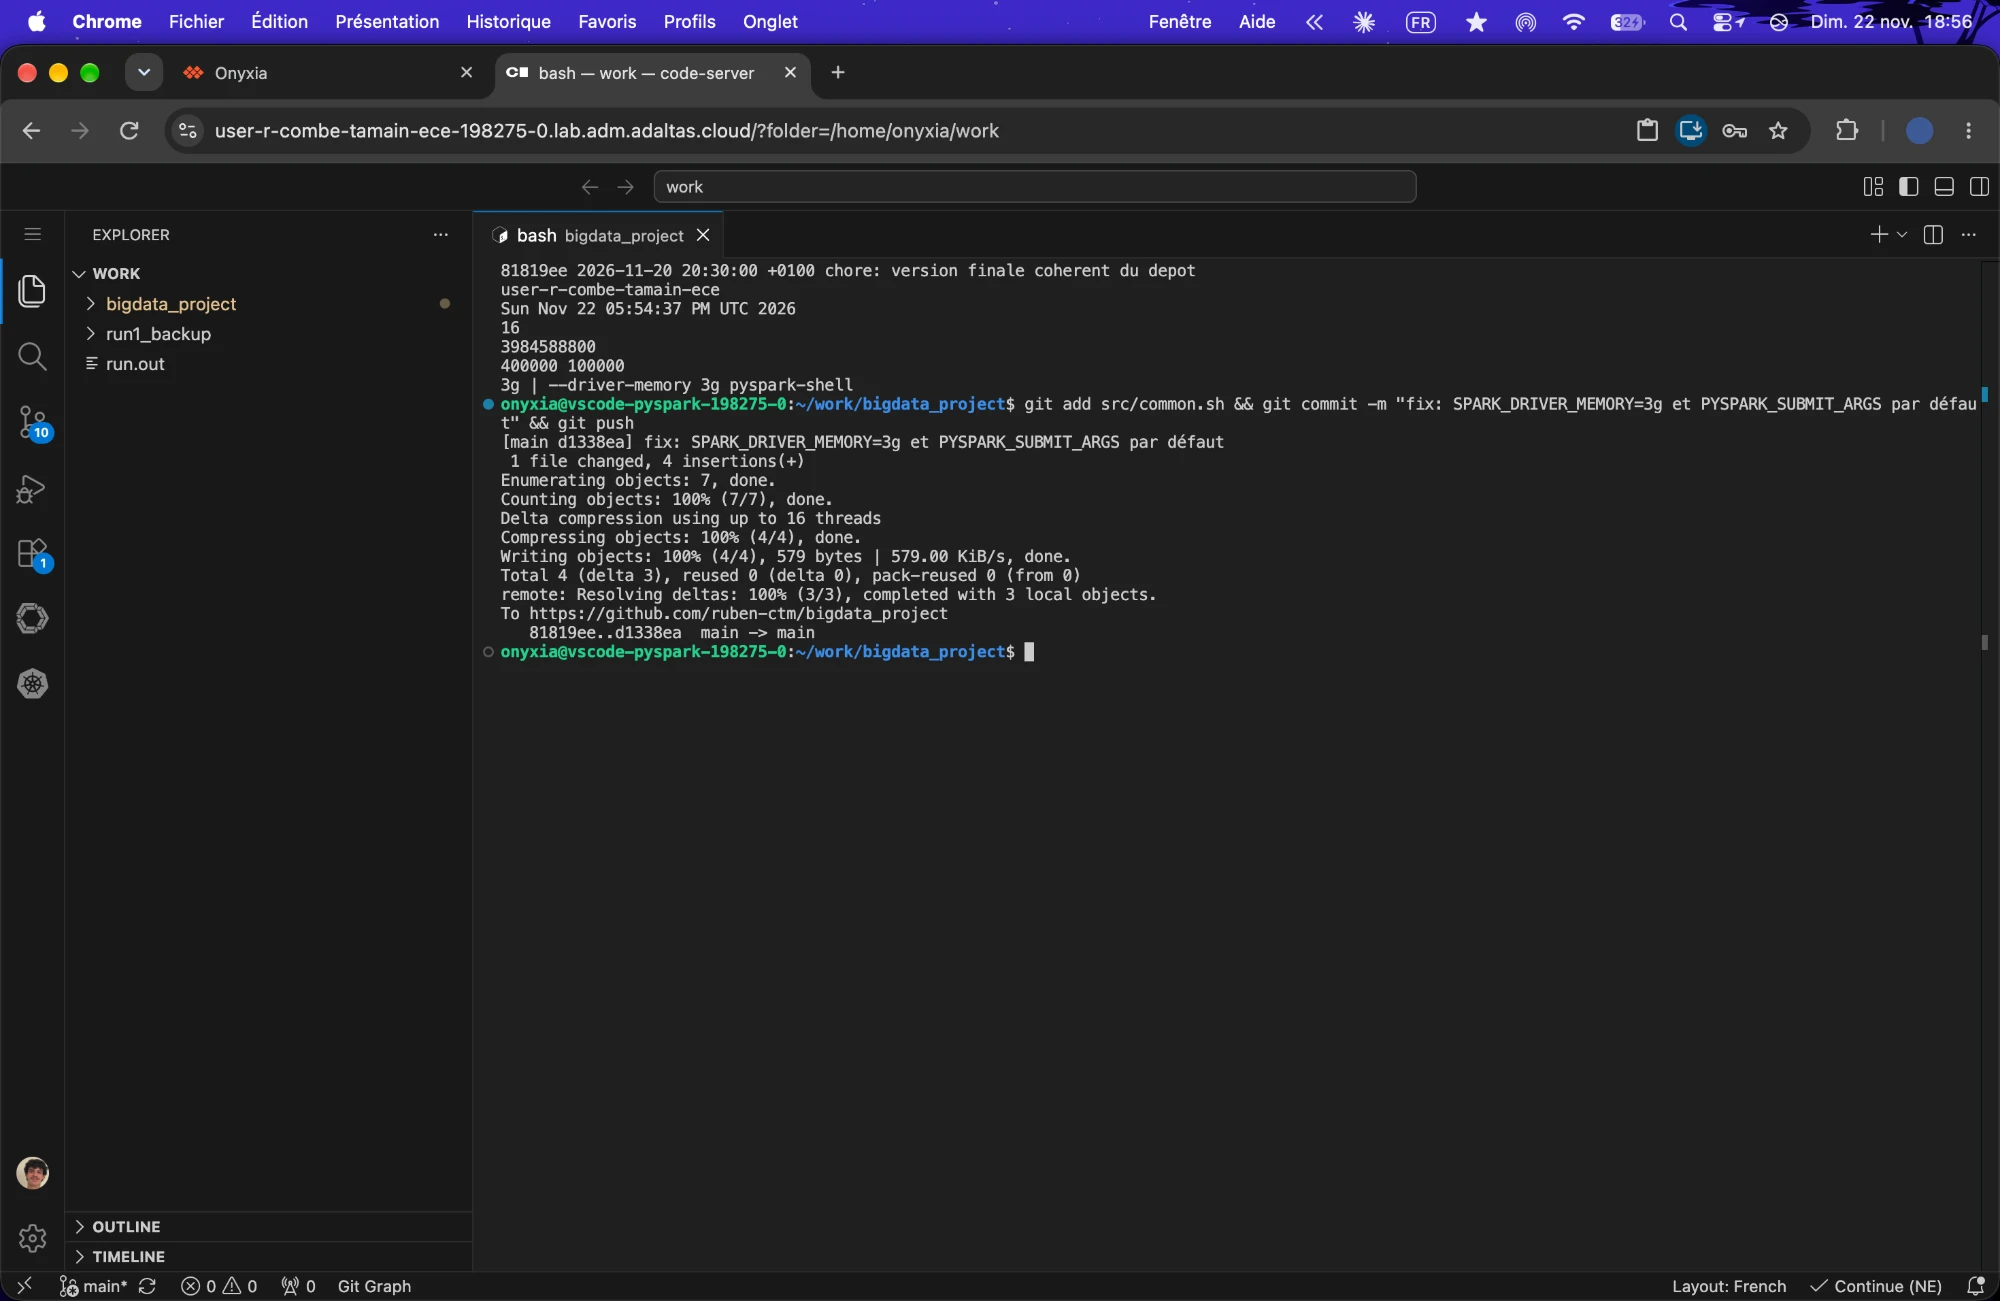 Chrome Fichier Édition Présentation Historique Favoris Profils Onglet Fenêtre Aide FR 32 Dim. 22 nov. 18:56
Onyxia bash — work — code-server
user-r-combe-tamain-ece-198275-0.lab.adm.adaltas.cloud/?folder=/home/onyxia/work
work
EXPLORER
WORK
bigdata_project
run1_backup
run.out
10
1
OUTLINE
TIMELINE
bash bigdata_project
81819ee 2026-11-20 20:30:00 +0100 chore: version finale coherent du depot
user-r-combe-tamain-ece
Sun Nov 22 05:54:37 PM UTC 2026
16
3984588800
400000 100000
3g | --driver-memory 3g pyspark-shell
onyxia@vscode-pyspark-198275-0:~/work/bigdata_project$ git add src/common.sh && git commit -m "fix: SPARK_DRIVER_MEMORY=3g et PYSPARK_SUBMIT_ARGS par défau
t" && git push
[main d1338ea] fix: SPARK_DRIVER_MEMORY=3g et PYSPARK_SUBMIT_ARGS par défaut
1 file changed, 4 insertions(+)
Enumerating objects: 7, done.
Counting objects: 100% (7/7), done.
Delta compression using up to 16 threads
Compressing objects: 100% (4/4), done.
Writing objects: 100% (4/4), 579 bytes | 579.00 KiB/s, done.
Total 4 (delta 3), reused 0 (delta 0), pack-reused 0 (from 0)
remote: Resolving deltas: 100% (3/3), completed with 3 local objects.
To https://github.com/ruben-ctm/bigdata_project
81819ee..d1338ea main -> main
onyxia@vscode-pyspark-198275-0:~/work/bigdata_project$
main* 0 0 0 Git Graph Layout: French Continue (NE)